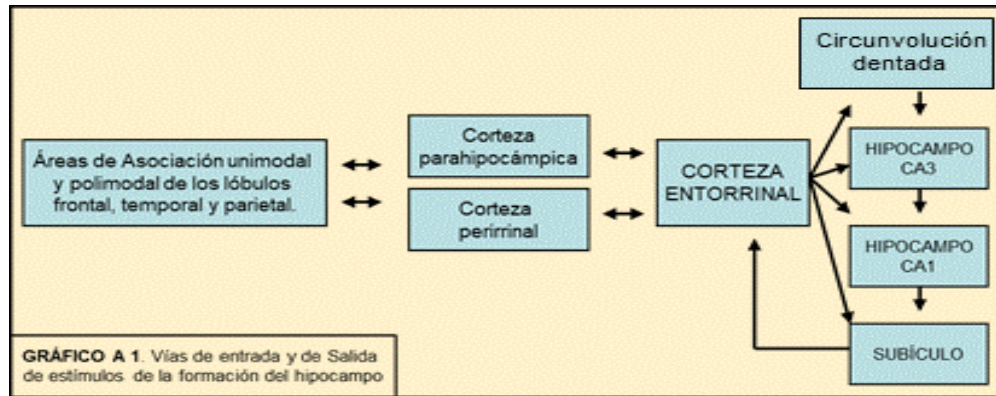 Circunvolución
dentada
Áreas de Asociación unimodal
y polimodal de los lóbulos
frontal, temporal y parietal.
Corteza
parahipocámpica
Corteza
perirrinal
CORTEZA
ENTORRINAL
HIPOCAMPO
CA3
HIPOCAMPO
CA1
SUBÍCULO
GRÁFICO A 1. Vías de entrada y de Salida
de estímulos de la formación del hipocampo